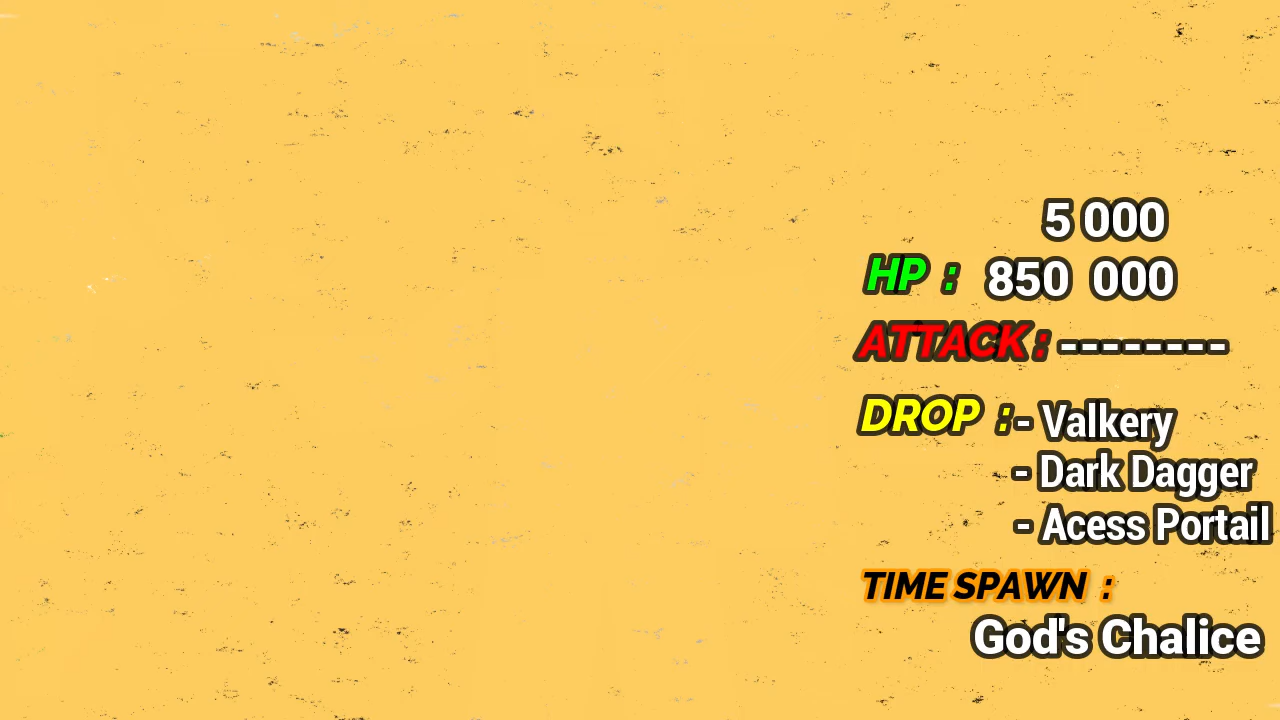 5 000
HP : 850 000
ATTACK : --------
DROP : - Valkery
- Dark Dagger
- Acess Portail
TIME SPAWN :
God's Chalice